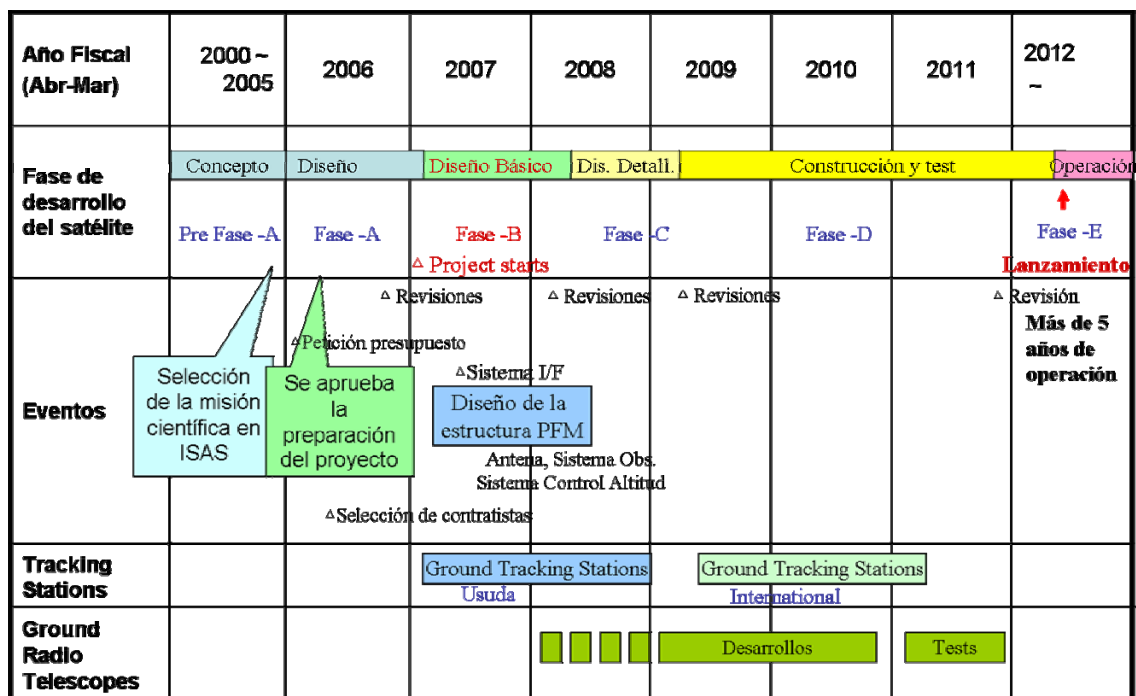 Año Fiscal
(Abr-Mar)
2000 ~
2005
2006
2007
2008
2009
2010
2011
2012
~
Fase de
desarrollo
del satélite
Concepto
Diseño
Diseño Básico
Dis. Detall.
Construcción y test
Operación
Pre Fase -A
Fase -A
Fase -B
Fase -C
Fase -D
Fase -E
△ Project starts
Lanzamiento
Eventos
△ Revisiones
△ Revisiones
△ Revisiones
△ Revisión
Más de 5
años de
operación
△Petición presupuesto
△Sistema I/F
Selección
de la misión
científica en
ISAS
Se aprueba
la
preparación
del proyecto
Diseño de la
estructura PFM
Antena, Sistema Obs.
Sistema Control Altitud
△Selección de contratistas
Tracking
Stations
Ground Tracking Stations
Usuda
Ground Tracking Stations
International
Ground
Radio
Telescopes
Desarrollos
Tests